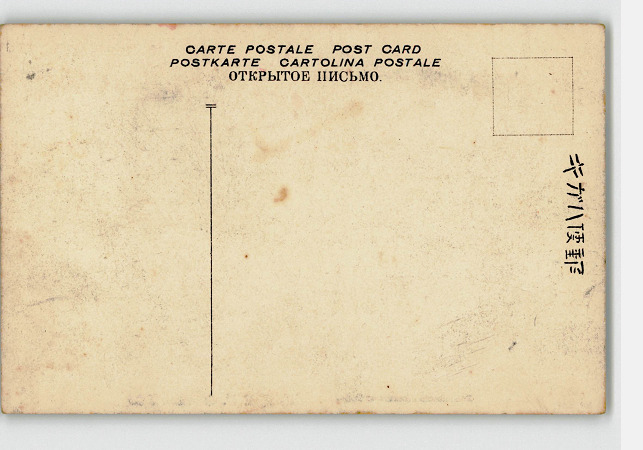 CARTE POSTALE POST CARD
POSTKARTE CARTOLINA POSTALE
ОТКРЫТОЕ ПИСЬМО.
郵便ハガキ